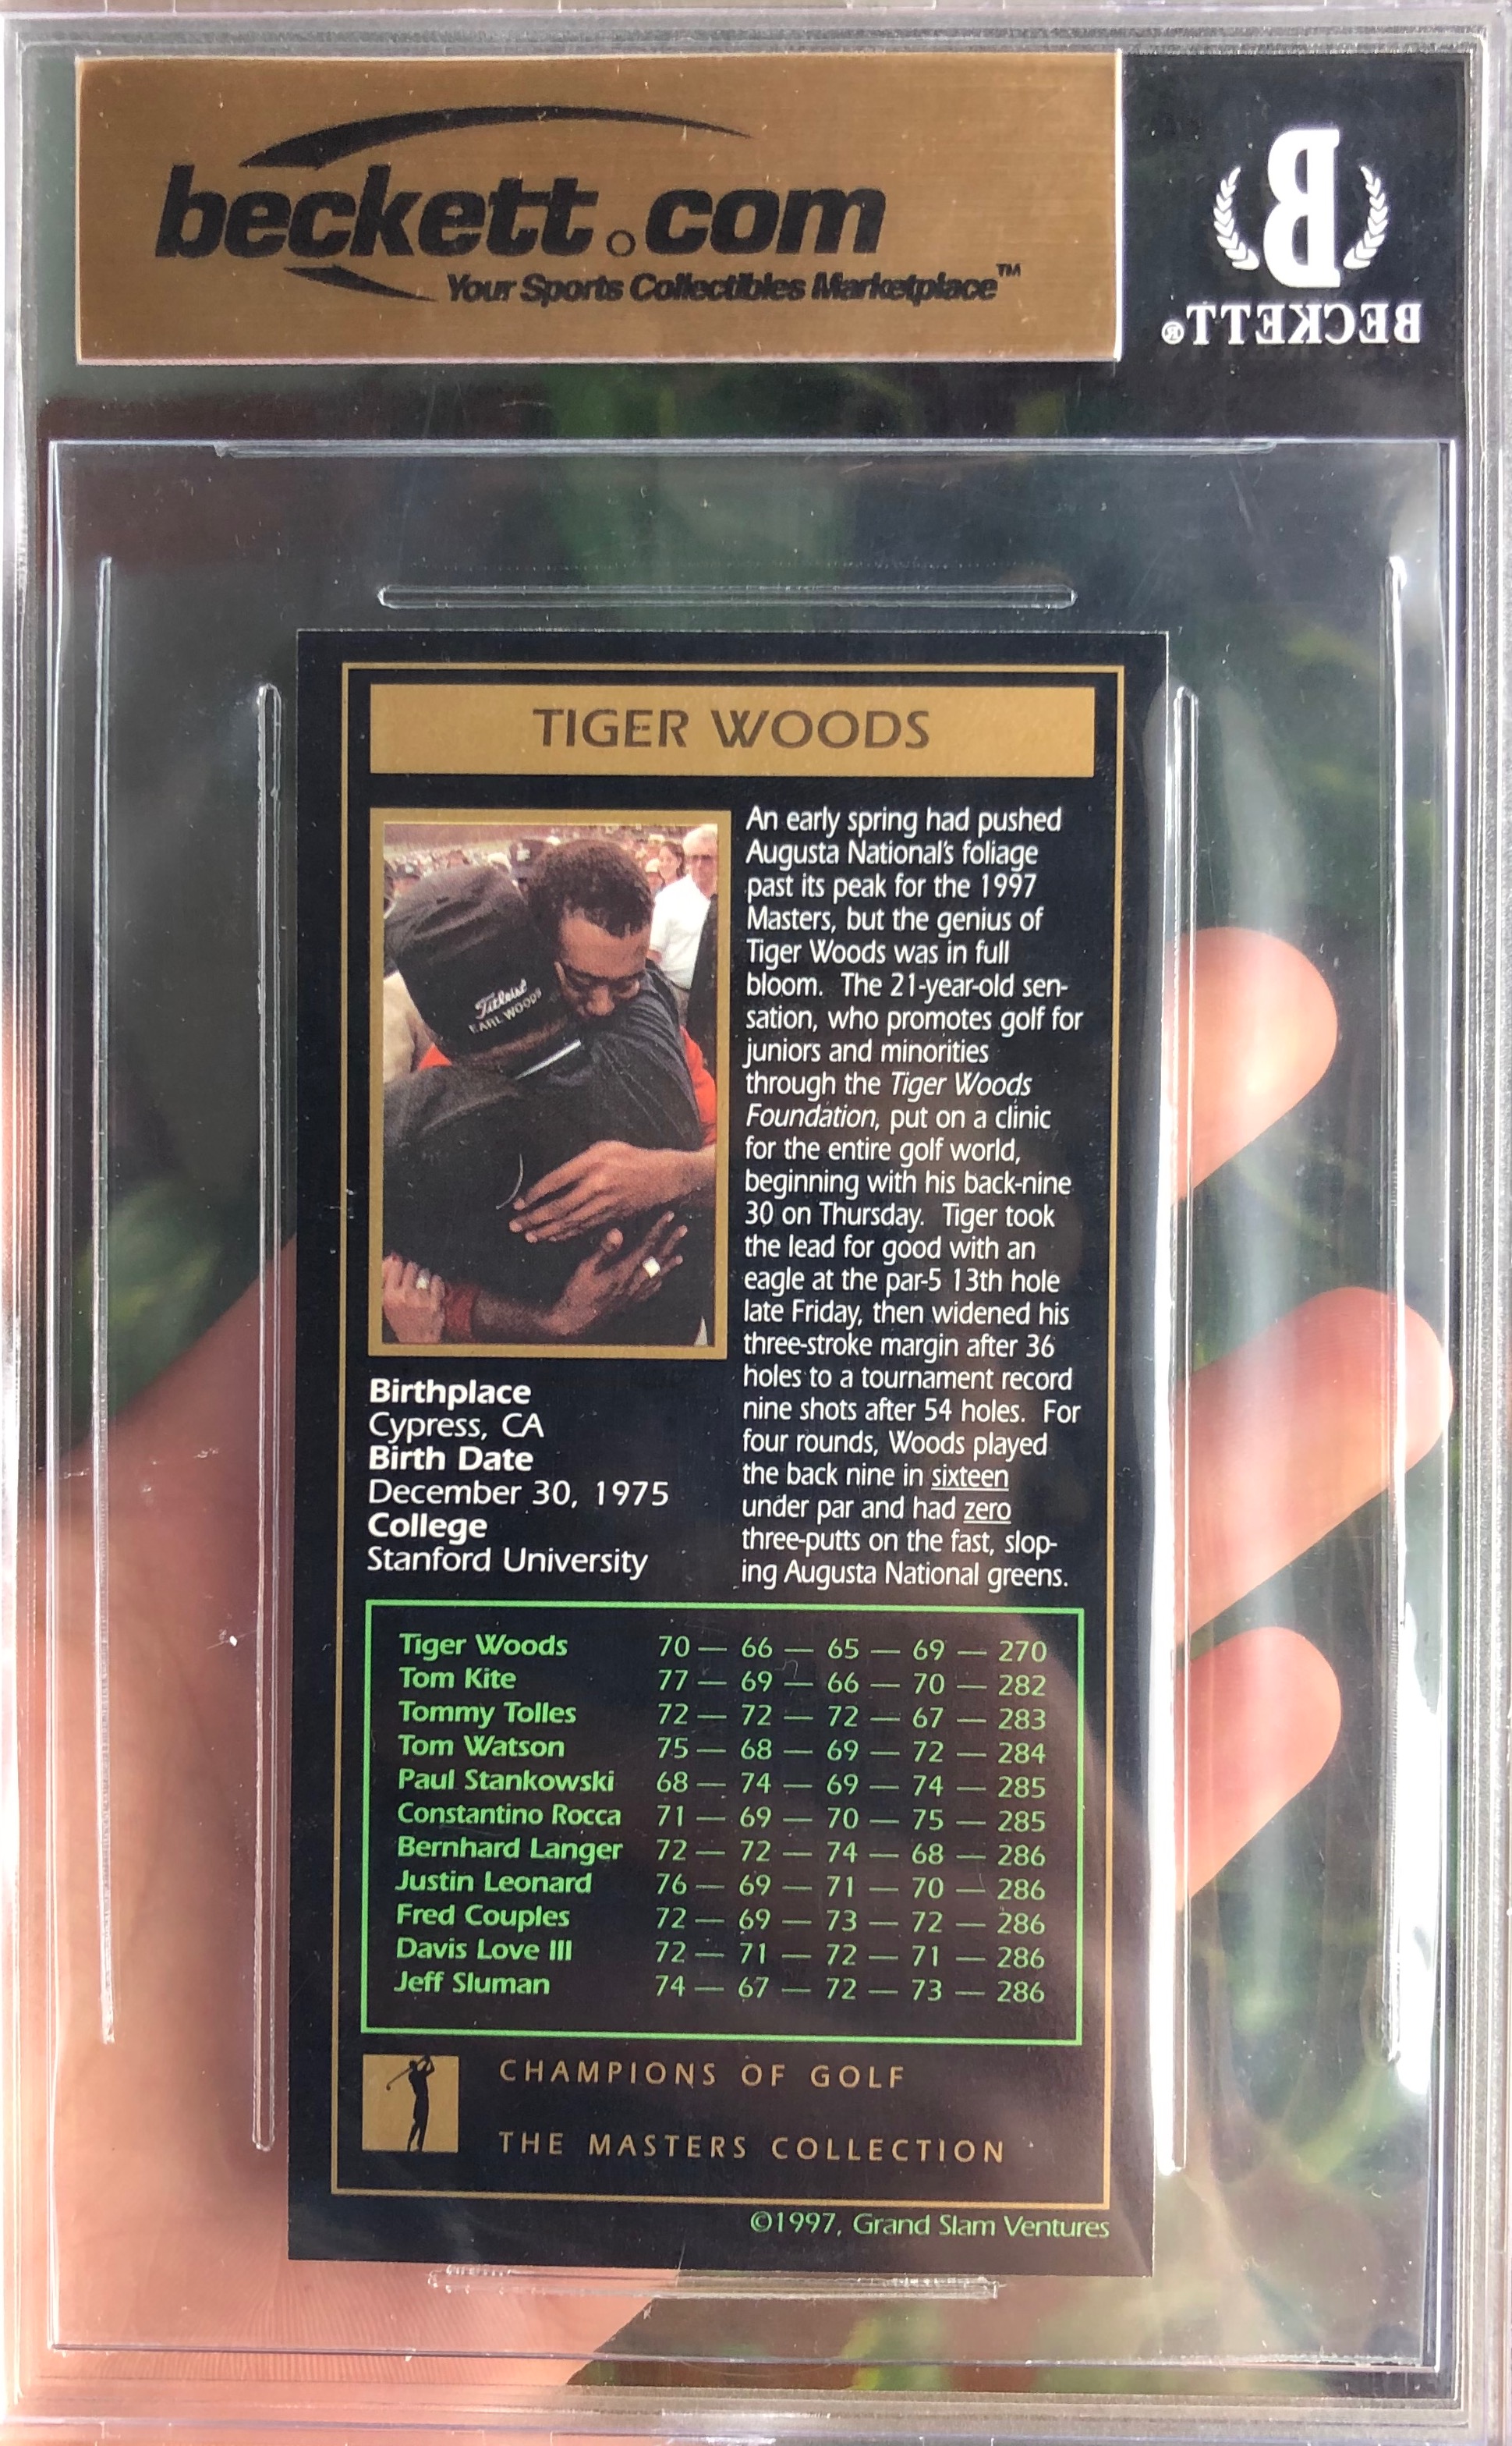 beckett.com
Your Sports Collectibles Marketplace™
B
BECKETT®
TIGER WOODS
Titleist
EARL WOODS
An early spring had pushed
Augusta National's foliage
past its peak for the 1997
Masters, but the genius of
Tiger Woods was in full
bloom. The 21-year-old sen-
sation, who promotes golf for
juniors and minorities
through the Tiger Woods
Foundation, put on a clinic
for the entire golf world,
beginning with his back-nine
30 on Thursday. Tiger took
the lead for good with an
eagle at the par-5 13th hole
late Friday, then widened his
three-stroke margin after 36
holes to a tournament record
nine shots after 54 holes. For
four rounds, Woods played
the back nine in sixteen
under par and had zero
three-putts on the fast, slop-
ing Augusta National greens.
Birthplace
Cypress, CA
Birth Date
December 30, 1975
College
Stanford University
Tiger Woods 70 — 66 — 65 — 69 — 270
Tom Kite 77 — 69 — 66 — 70 — 282
Tommy Tolles 72 — 72 — 72 — 67 — 283
Tom Watson 75 — 68 — 69 — 72 — 284
Paul Stankowski 68 — 74 — 69 — 74 — 285
Constantino Rocca 71 — 69 — 70 — 75 — 285
Bernhard Langer 72 — 72 — 74 — 68 — 286
Justin Leonard 76 — 69 — 71 — 70 — 286
Fred Couples 72 — 69 — 73 — 72 — 286
Davis Love III 72 — 71 — 72 — 71 — 286
Jeff Sluman 74 — 67 — 72 — 73 — 286
CHAMPIONS OF GOLF
THE MASTERS COLLECTION
©1997, Grand Slam Ventures